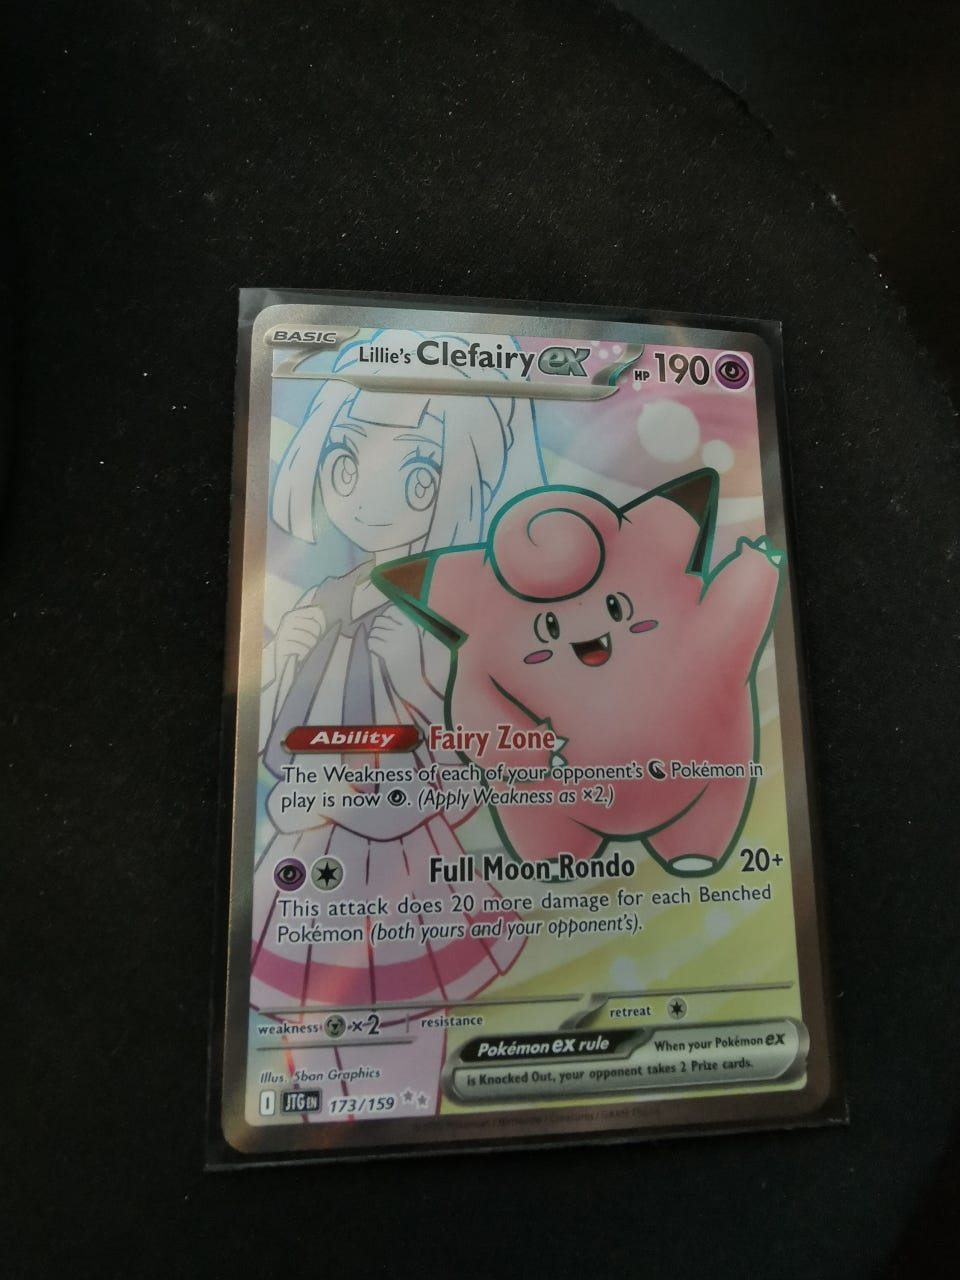 BASIC
Lillie's Clefairy ex HP 190
Ability Fairy Zone
The Weakness of each of your opponent's Pokémon in
play is now . (Apply Weakness as ×2.)
Full Moon Rondo 20+
This attack does 20 more damage for each Benched
Pokémon (both yours and your opponent's).
weakness ×2 resistance retreat
Pokémon ex rule When your Pokémon ex
is Knocked Out, your opponent takes 2 Prize cards.
Illus. 5ban Graphics
I JTG EN 173/159